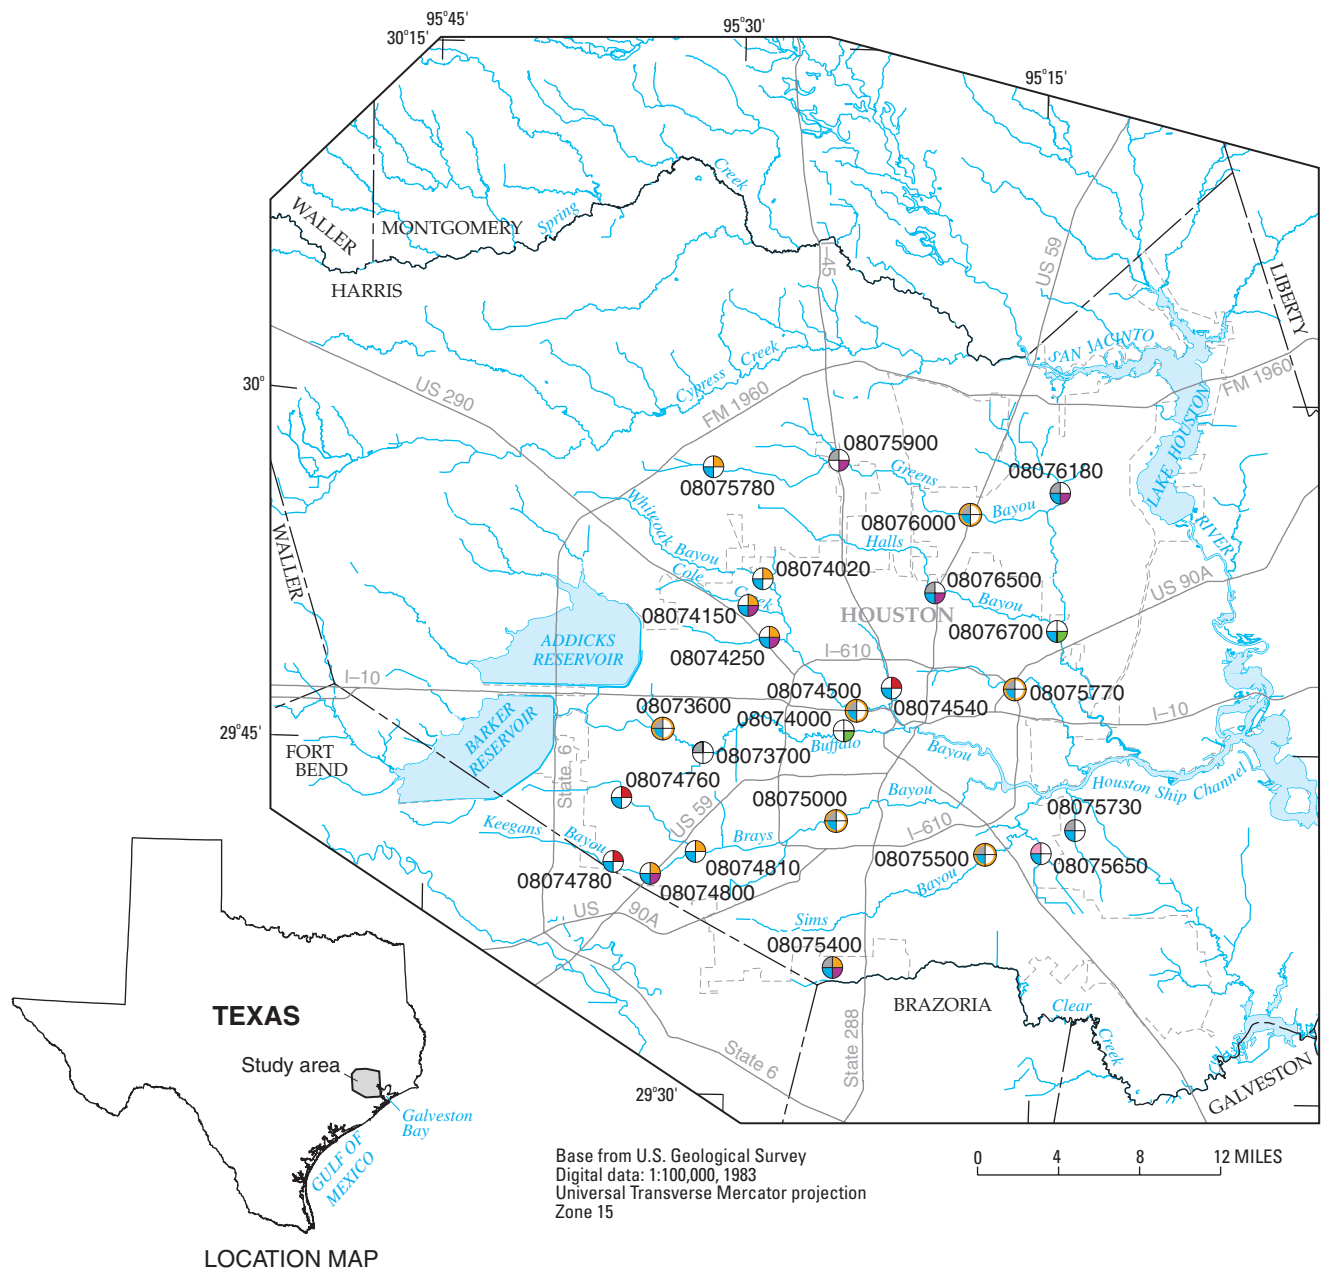 95°45'
30°15'
95°30'
95°15'
Creek
Spring
WALLER
MONTGOMERY
HARRIS
I–45
US 59
LIBERTY
SAN JACINTO
30°
US 290
Cypress Creek
FM 1960
FM 1960
LAKE HOUSTON
08075900
08075780
Greens
08076180
Bayou
08076000
RIVER
Whiteoak Bayou
Halls
WALLER
Cole
Creek
08074020
08076500
US 90A
08074150
HOUSTON
Bayou
08076700
ADDICKS
RESERVOIR
08074250
I–610
I–10
08074500
08075770
08073600
08074000
08074540
I–10
29°45'
BARKER
RESERVOIR
Buffalo
Bayou
FORT
BEND
08073700
State 6
08074760
Houston Ship Channel
US 59
08075000
Bayou
08075730
Keegans
Bayou
Brays
I–610
08074810
08075500
08075650
08074780
08074800
Bayou
US
90A
Sims
08075400
BRAZORIA
Clear
Creek
State 288
State 6
Clear
GALVESTON
29°30'
TEXAS
Study area
Galveston
Bay
GULF OF
MEXICO
LOCATION MAP
Base from U.S. Geological Survey
Digital data: 1:100,000, 1983
Universal Transverse Mercator projection
Zone 15
0 4 8 12 MILES